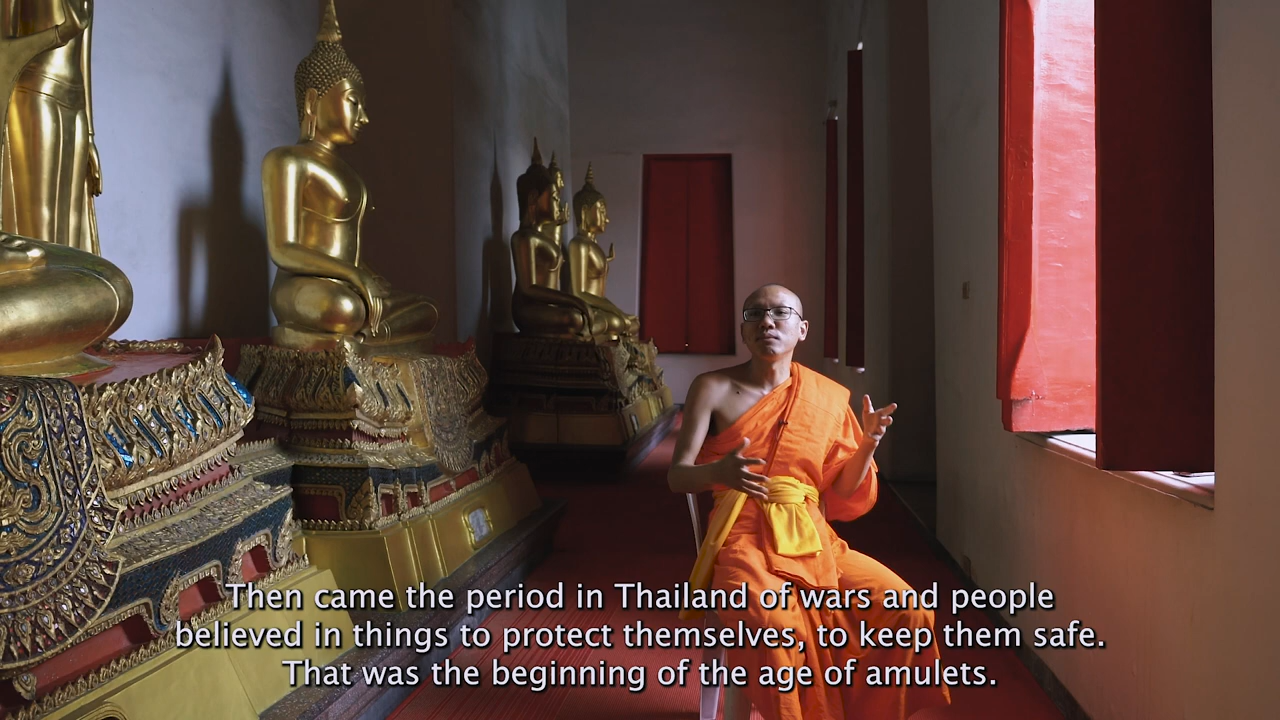 Then came the period in Thailand of wars and people
believed in things to protect themselves, to keep them safe.
That was the beginning of the age of amulets.